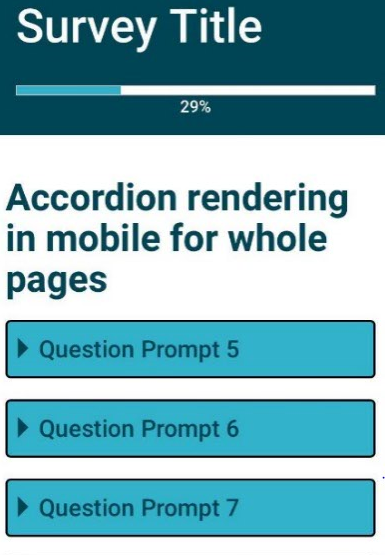 Survey Title
29%
Accordion rendering
in mobile for whole
pages
Question Prompt 5
Question Prompt 6
Question Prompt 7